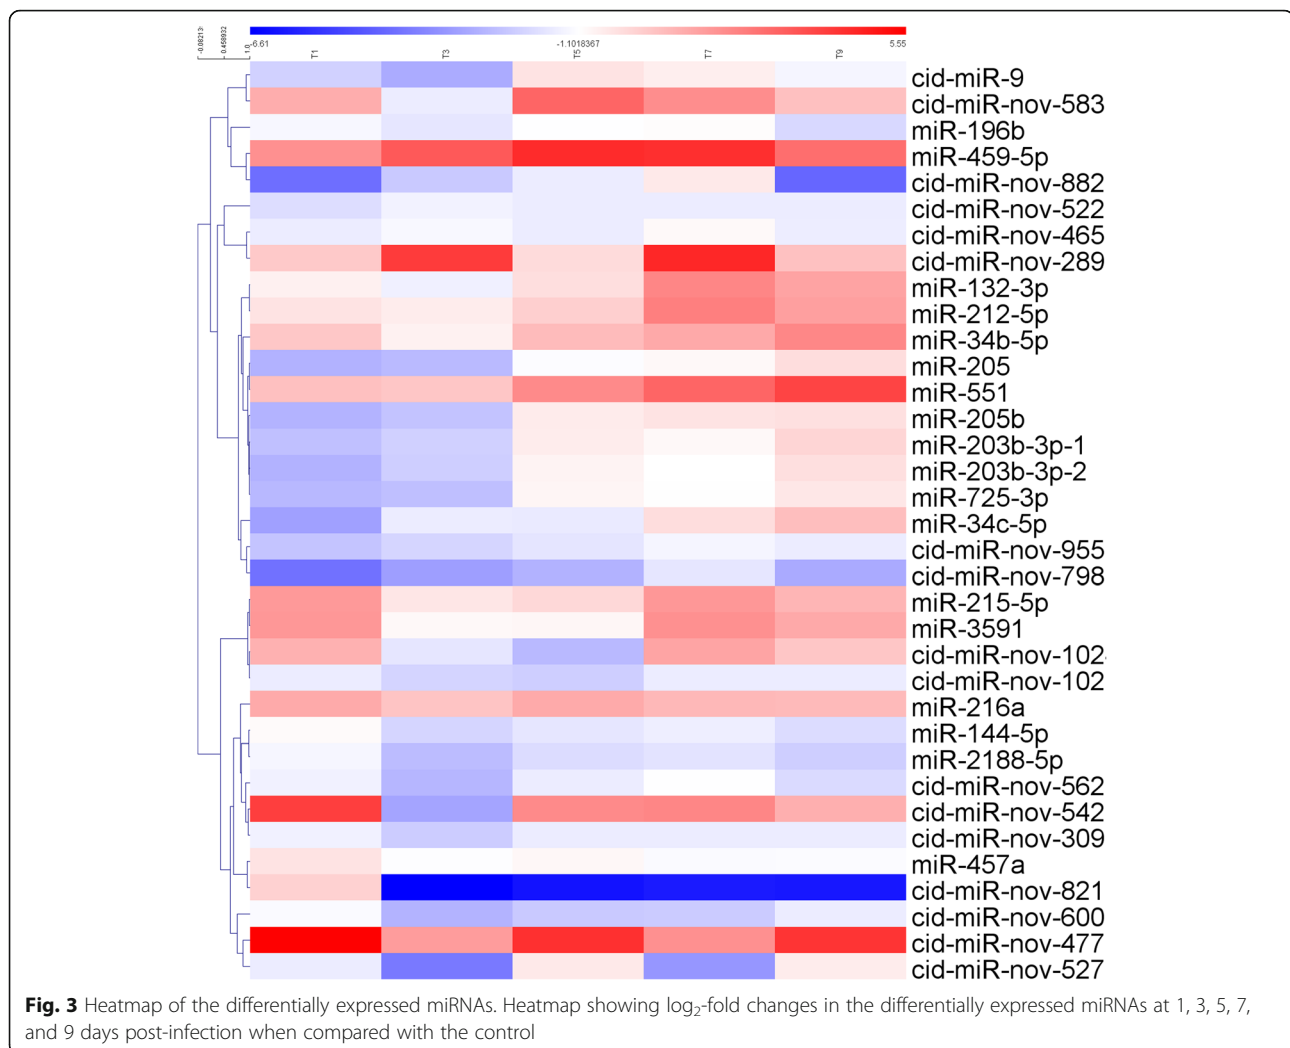 -0.08213
0.458932
1.0
-6.61
-1.1018367
5.55
T1
T3
T5
T7
T9
cid-miR-9
cid-miR-nov-583
miR-196b
miR-459-5p
cid-miR-nov-882
cid-miR-nov-522
cid-miR-nov-465
cid-miR-nov-289
miR-132-3p
miR-212-5p
miR-34b-5p
miR-205
miR-551
miR-205b
miR-203b-3p-1
miR-203b-3p-2
miR-725-3p
miR-34c-5p
cid-miR-nov-955
cid-miR-nov-798
miR-215-5p
miR-3591
cid-miR-nov-102
cid-miR-nov-102
miR-216a
miR-144-5p
miR-2188-5p
cid-miR-nov-562
cid-miR-nov-542
cid-miR-nov-309
miR-457a
cid-miR-nov-821
cid-miR-nov-600
cid-miR-nov-477
cid-miR-nov-527
Fig. 3 Heatmap of the differentially expressed miRNAs. Heatmap showing log₂-fold changes in the differentially expressed miRNAs at 1, 3, 5, 7,
and 9 days post-infection when compared with the control